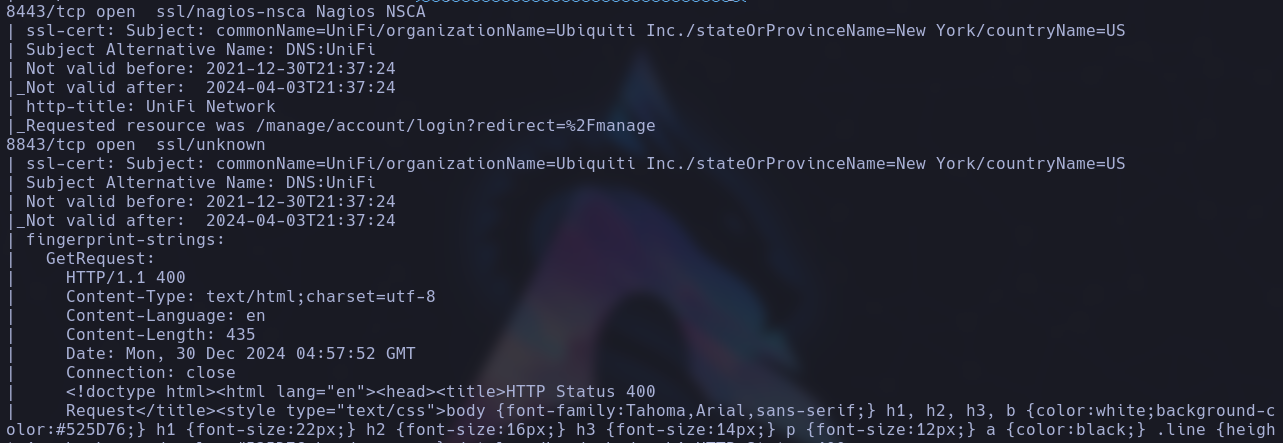 8443/tcp open  ssl/nagios-nsca Nagios NSCA
| ssl-cert: Subject: commonName=UniFi/organizationName=Ubiquiti Inc./stateOrProvinceName=New York/countryName=US
| Subject Alternative Name: DNS:UniFi
| Not valid before: 2021-12-30T21:37:24
|_Not valid after:  2024-04-03T21:37:24
| http-title: UniFi Network
|_Requested resource was /manage/account/login?redirect=%2Fmanage
8843/tcp open  ssl/unknown
| ssl-cert: Subject: commonName=UniFi/organizationName=Ubiquiti Inc./stateOrProvinceName=New York/countryName=US
| Subject Alternative Name: DNS:UniFi
| Not valid before: 2021-12-30T21:37:24
|_Not valid after:  2024-04-03T21:37:24
| fingerprint-strings:
|   GetRequest:
|     HTTP/1.1 400
|     Content-Type: text/html;charset=utf-8
|     Content-Language: en
|     Content-Length: 435
|     Date: Mon, 30 Dec 2024 04:57:52 GMT
|     Connection: close
|     <!doctype html><html lang="en"><head><title>HTTP Status 400
|     Request</title><style type="text/css">body {font-family:Tahoma,Arial,sans-serif;} h1, h2, h3, b {color:white;background-c
olor:#525D76;} h1 {font-size:22px;} h2 {font-size:16px;} h3 {font-size:14px;} p {font-size:12px;} a {color:black;} .line {heigh